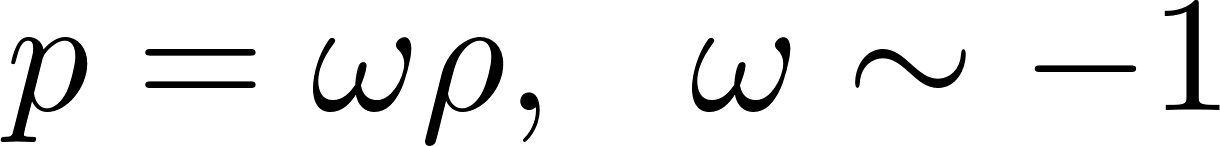 p = ωρ, ω ∼ −1